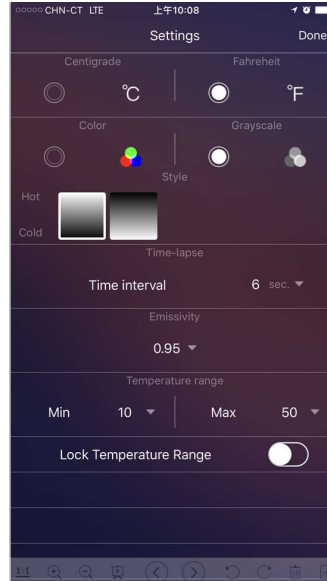 CHN-CT LTE 上午10:08
Settings Done
Centigrade Fahreheit
°C °F
Color Grayscale
Style
Hot
Cold
Time-lapse
Time interval 6 sec.
Emissivity
0.95
Temperature range
Min 10 Max 50
Lock Temperature Range
1:1